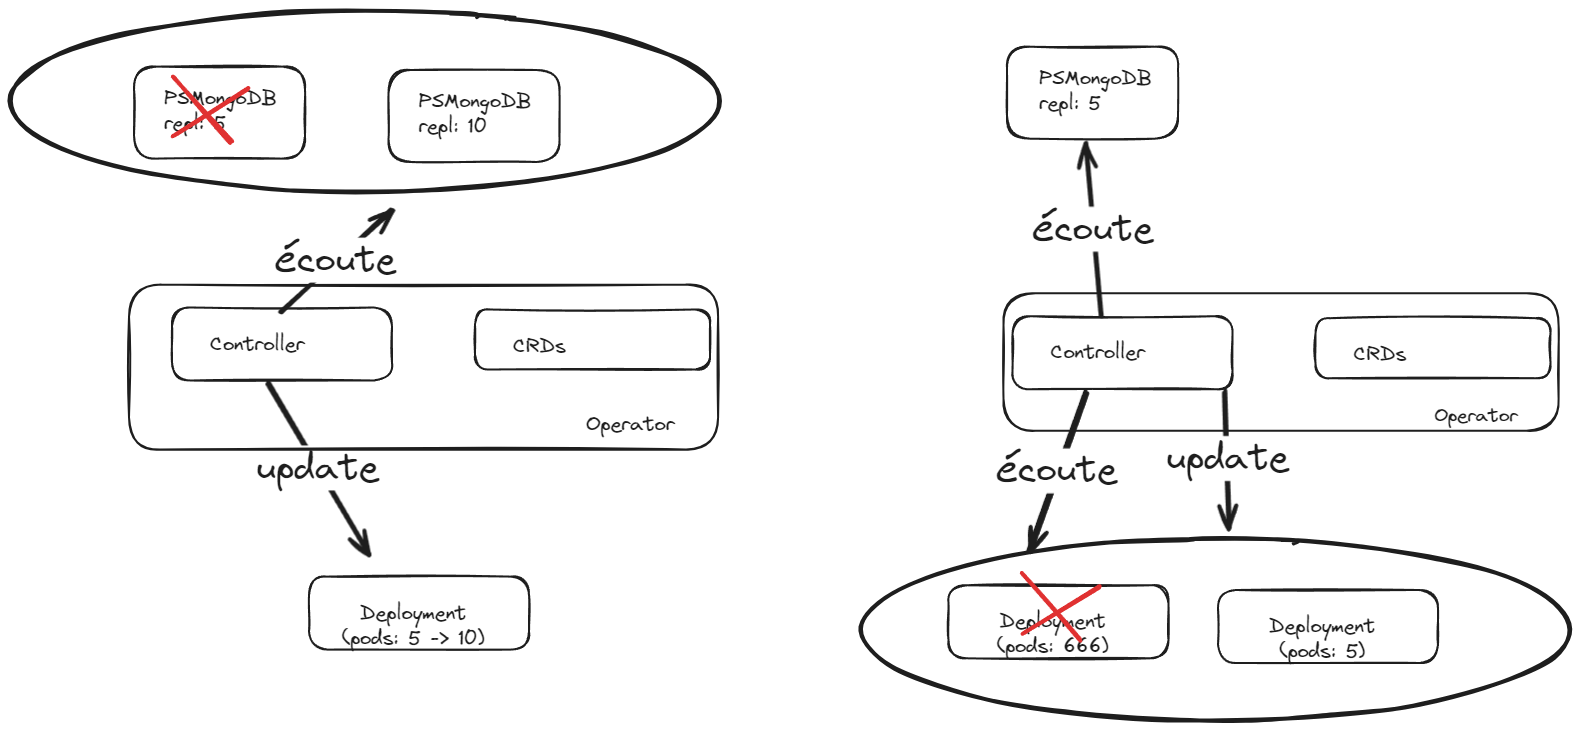 PSMongoDB
repl: 5
PSMongoDB
repl: 10
écoute
Controller
CRDs
Operator
update
Deployment
(pods: 5 -> 10)
PSMongoDB
repl: 5
écoute
Controller
CRDs
Operator
écoute
update
Deployment
(pods: 666)
Deployment
(pods: 5)